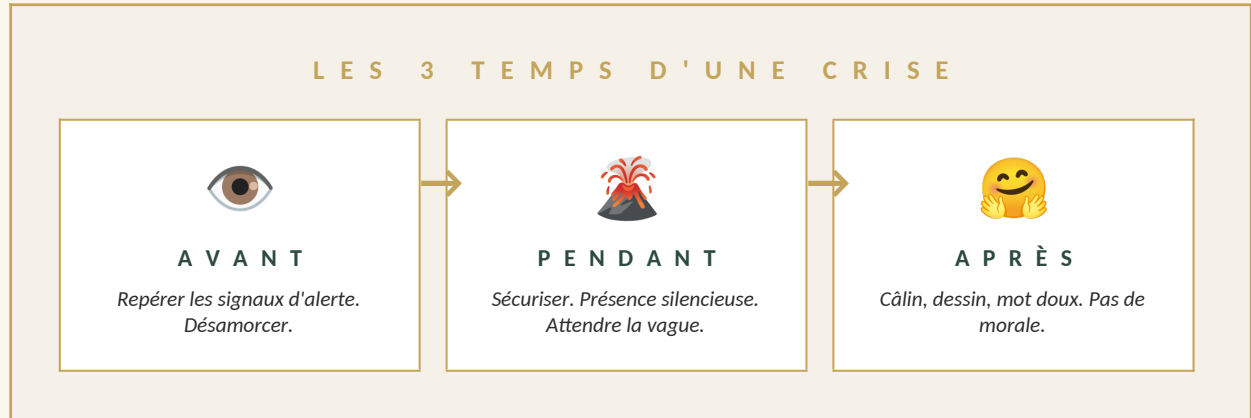 LES 3 TEMPS D'UNE CRISE
AVANT
Repérer les signaux d'alerte.
Désamorcer.
PENDANT
Sécuriser. Présence silencieuse.
Attendre la vague.
APRÈS
Câlin, dessin, mot doux. Pas de
morale.